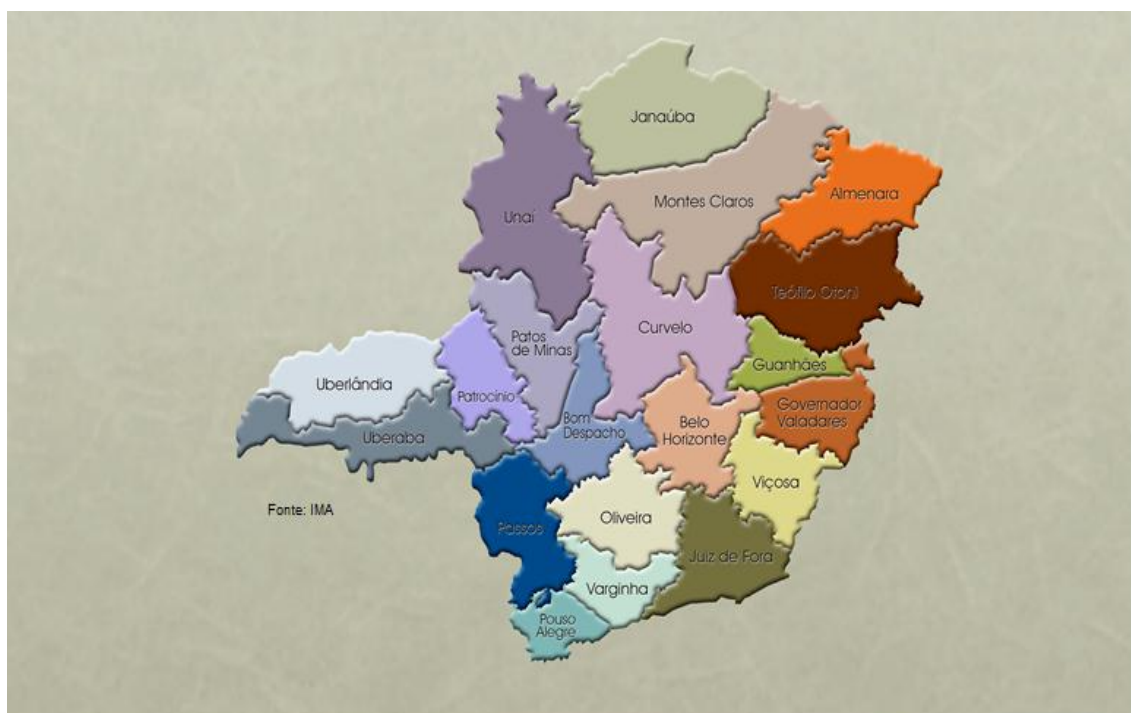 Janaúba
Montes Claros
Almenara
Unaí
Teófilo Otoni
Curvelo
Patos
de Minas
Guanhães
Uberlândia
Patrocínio
Governador
Valadares
Bom
Despacho
Belo
Horizonte
Uberaba
Viçosa
Fonte: IMA
Oliveira
Passos
Juiz de Fora
Varginha
Pouso
Alegre